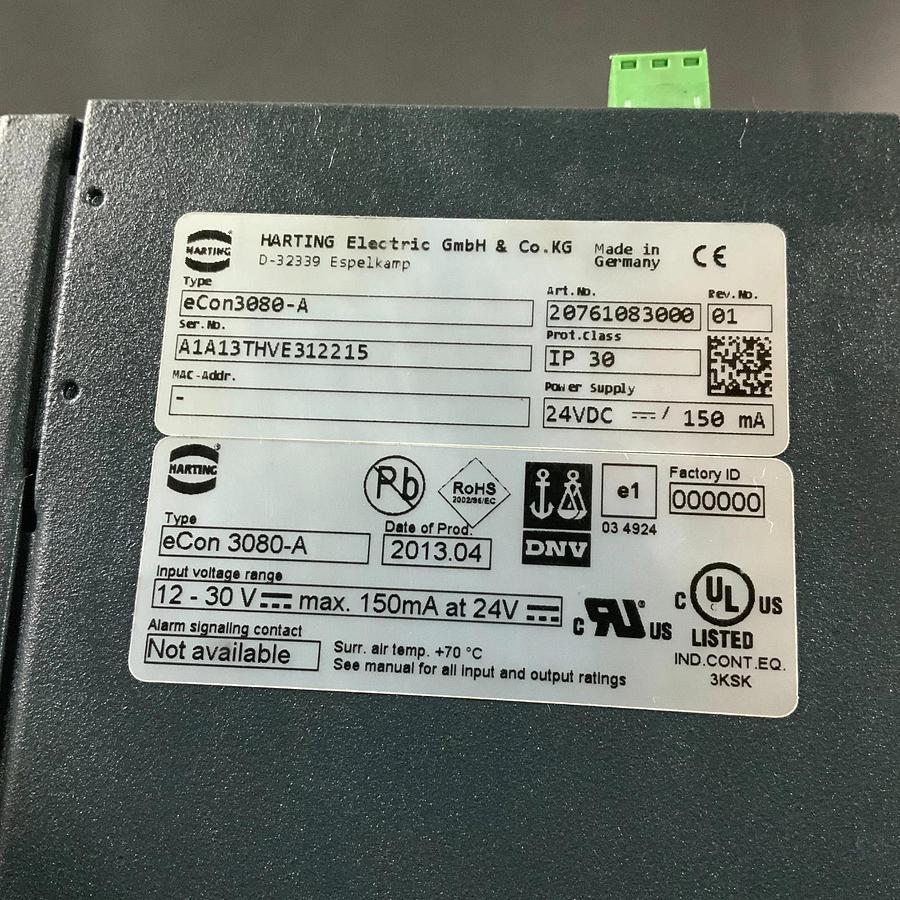 HARTING
HARTING Electric GmbH & Co.KG
D-32339 Espelkamp
Made in
Germany
CE
Type
eCon3080-A
Art.No.
20761083000
Rev.No.
01
Ser.No.
A1A13THVE312215
Prot.Class
IP 30
MAC-Addr.
-
Power Supply
24VDC ⎓ / 150 mA
HARTING
Pb
RoHS
2002/95/EC
DNV
e1
03 4924
Factory ID
000000
Type
eCon 3080-A
Date of Prod.
2013.04
Input voltage range
12 - 30 V⎓ max. 150mA at 24V ⎓
Alarm signaling contact
Not available
Surr. air temp. +70 °C
See manual for all input and output ratings
c RU ® US
c UL ® US
LISTED
IND.CONT.EQ.
3KSK